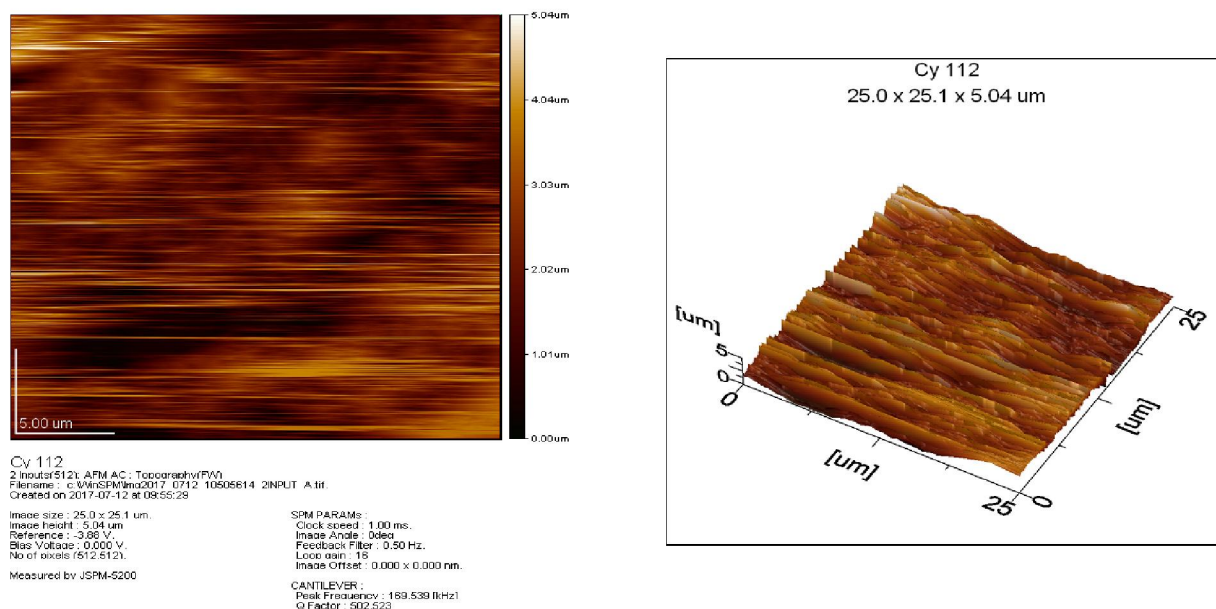 5.04um
4.04um
3.03um
2.02um
1.01um
0.00um
5.00 um
Cy 112
2 Inputs(512): AFM AC : Topography(FW)
Filename : c:\WinSPM\Img2017_0712_10505614_2INPUT_A.tif.
Created on 2017-07-12 at 09:55:29
Image size : 25.0 x 25.1 um.
Image height : 5.04 um
Reference : -3.88 V.
Bias Voltage : 0.000 V.
No of pixels (512,512).
Measured by JSPM-5200
SPM PARAMs :
Clock speed : 1.00 ms.
Image Angle : 0deg
Feedback Filter : 0.50 Hz.
Loop gain : 16
Image Offset : 0.000 x 0.000 nm.
CANTILEVER :
Peak Frequency : 169.539 [kHz]
Q Factor : 502.523
Cy 112
25.0 x 25.1 x 5.04 um
[um]
5
0
0
[um]
25
0
[um]
25